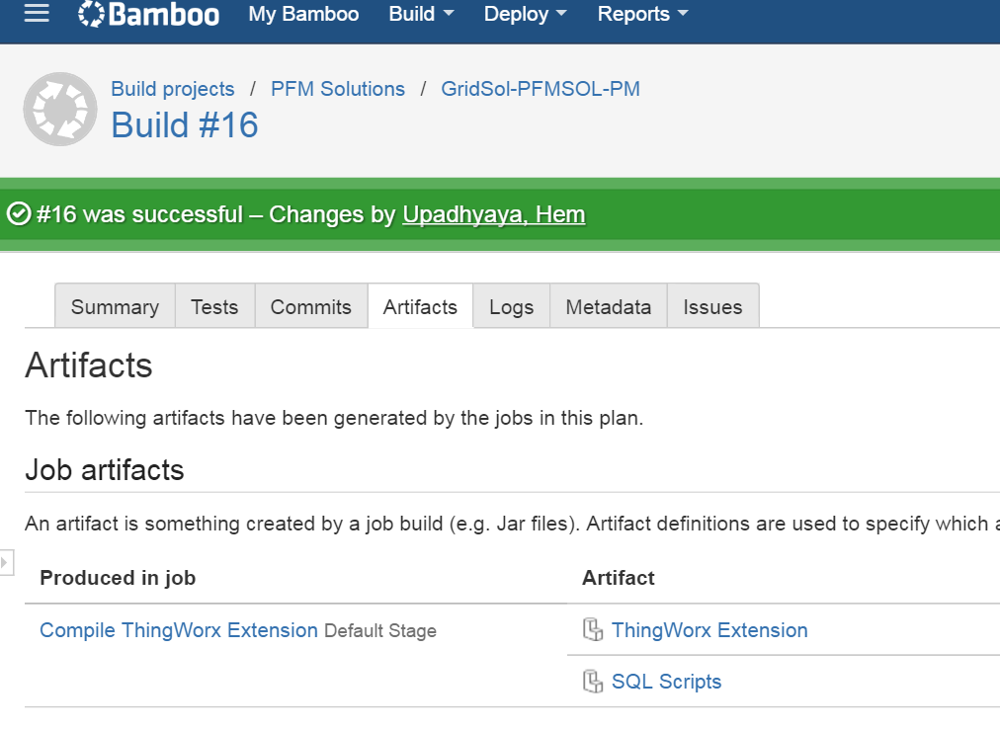 Bamboo My Bamboo Build Deploy Reports
Build projects / PFM Solutions / GridSol-PFMSOL-PM
Build #16
#16 was successful – Changes by Upadhyaya, Hem
Summary Tests Commits Artifacts Logs Metadata Issues
Artifacts
The following artifacts have been generated by the jobs in this plan.
Job artifacts
An artifact is something created by a job build (e.g. Jar files). Artifact definitions are used to specify which
Produced in job Artifact
Compile ThingWorx Extension Default Stage ThingWorx Extension
SQL Scripts